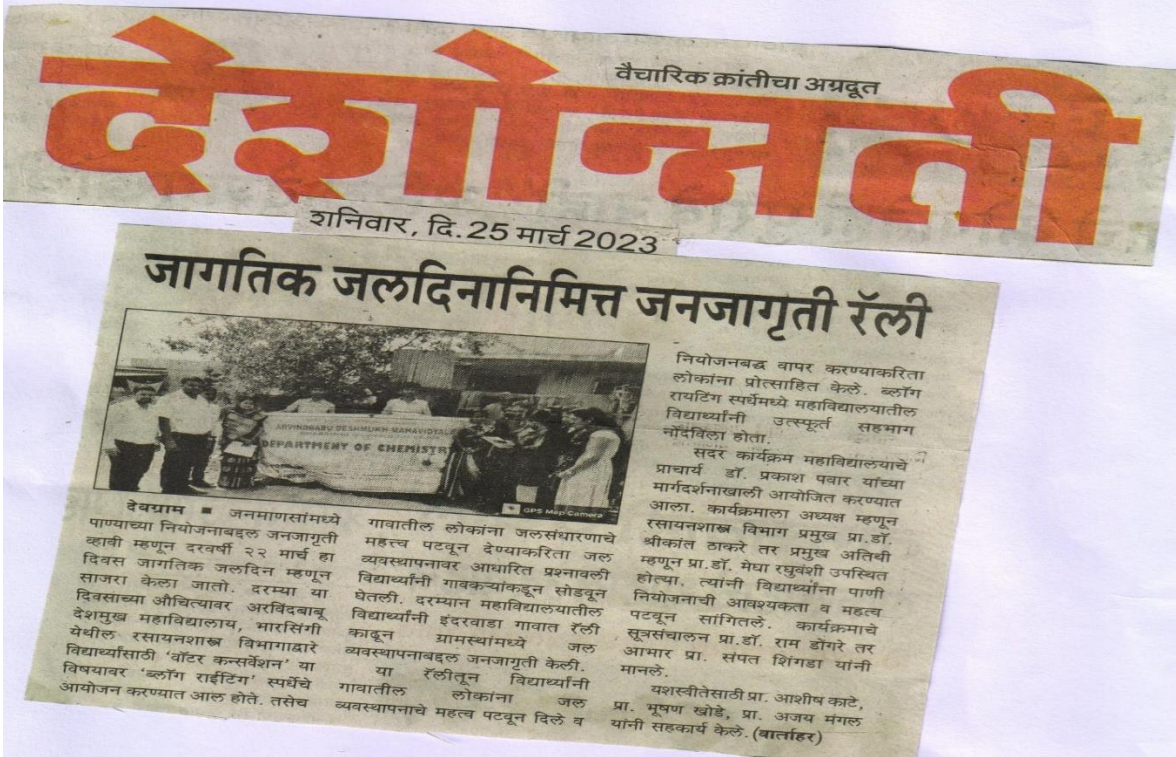 वैचारिक क्रांतीचा अग्रदूत
देशोन्नती
शनिवार, दि. 25 मार्च 2023
जागतिक जलदिनानिमित्त जनजागृती रॅली
ARVINDBABU DESHMUKH MAHAVIDYALA
DEPARTMENT OF CHEMISTR
GPS Map Camera
देवग्राम ■ जनमाणसांमध्ये
पाण्याच्या नियोजनाबद्दल जनजागृती
व्हावी म्हणून दरवर्षी २२ मार्च हा
दिवस जागतिक जलदिन म्हणून
साजरा केला जातो. दरम्या या
दिवसाच्या औचित्यावर अरविंदबाबू
देशमुख महाविद्यालाय, भारसिंगी
येथील रसायनशास्त्र विभागाद्वारे
विद्यार्थ्यांसाठी 'वॉटर कन्सर्वेशन' या
विषयावर 'ब्लॉग राईटिंग' स्पर्धेचे
आयोजन करण्यात आल होते. तसेच
गावातील लोकांना जलसंधारणाचे
महत्त्व पटवून देण्याकरिता जल
व्यवस्थापनावर आधारित प्रश्नावली
विद्यार्थ्यांनी गावकऱ्यांकडून सोडवून
घेतली. दरम्यान महाविद्यालयातील
विद्यार्थ्यांनी इंदरवाडा गावात रॅली
काढून ग्रामस्थांमध्ये जल
व्यवस्थापनाबद्दल जनजागृती केली.
या रॅलीतून विद्यार्थ्यांनी
गावातील लोकांना जल
व्यवस्थापनाचे महत्व पटवून दिले व
नियोजनबद्ध वापर करण्याकरिता
लोकांना प्रोत्साहित केले. ब्लॉग
रायटिंग स्पर्धेमध्ये महाविद्यालयातील
विद्यार्थ्यांनी उत्स्फूर्त सहभाग
नोंदविला होता.
सदर कार्यक्रम महाविद्यालयाचे
प्राचार्य डॉ. प्रकाश पवार यांच्या
मार्गदर्शनाखाली आयोजित करण्यात
आला. कार्यक्रमाला अध्यक्ष म्हणून
रसायनशास्त्र विभाग प्रमुख प्रा.डॉ.
श्रीकांत ठाकरे तर प्रमुख अतिथी
म्हणून प्रा.डॉ. मेघा रघुवंशी उपस्थित
होत्या. त्यांनी विद्यार्थ्यांना पाणी
नियोजनाची आवश्यकता व महत्व
पटवून सांगितले. कार्यक्रमाचे
सूत्रसंचालन प्रा.डॉ. राम डोंगरे तर
आभार प्रा. संपत शिंगडा यांनी
मानले.
यशस्वीतेसाठी प्रा. आशीष काटे,
प्रा. भूषण खोडे, प्रा. अजय मंगल
यांनी सहकार्य केले. (वार्ताहर)